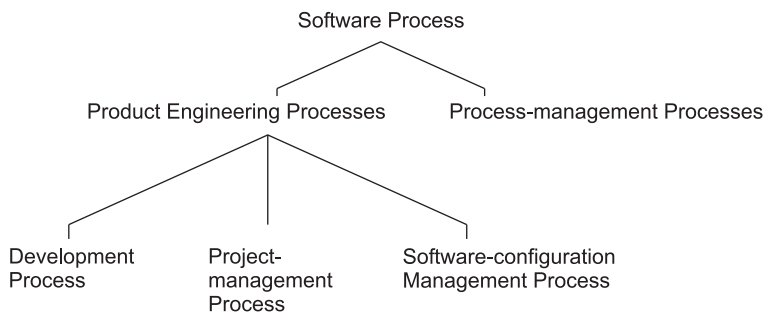 Software Process
Product Engineering Processes
Process-management Processes
Development
Process
Project-
management
Process
Software-configuration
Management Process